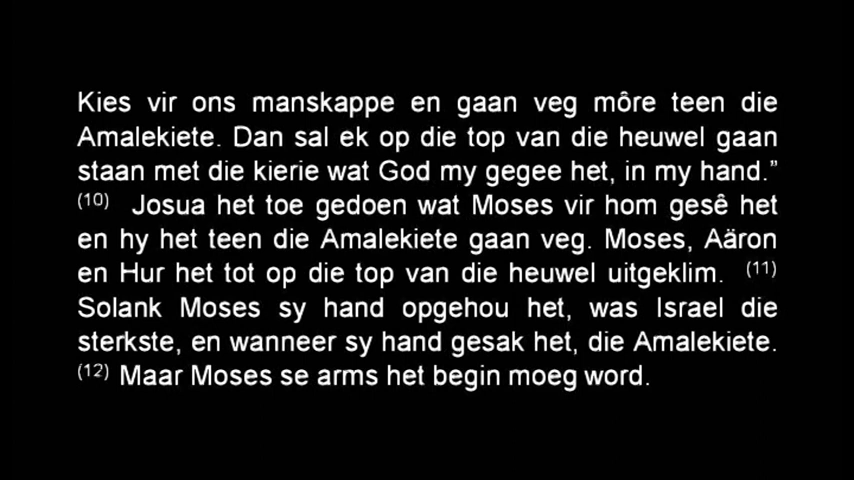 Kies vir ons manskappe en gaan veg môre teen die
Amalekiete. Dan sal ek op die top van die heuwel gaan
staan met die kierie wat God my gegee het, in my hand.”
(10) Josua het toe gedoen wat Moses vir hom gesê het
en hy het teen die Amalekiete gaan veg. Moses, Aäron
en Hur het tot op die top van die heuwel uitgeklim. (11)
Solank Moses sy hand opgehou het, was Israel die
sterkste, en wanneer sy hand gesak het, die Amalekiete.
(12) Maar Moses se arms het begin moeg word.